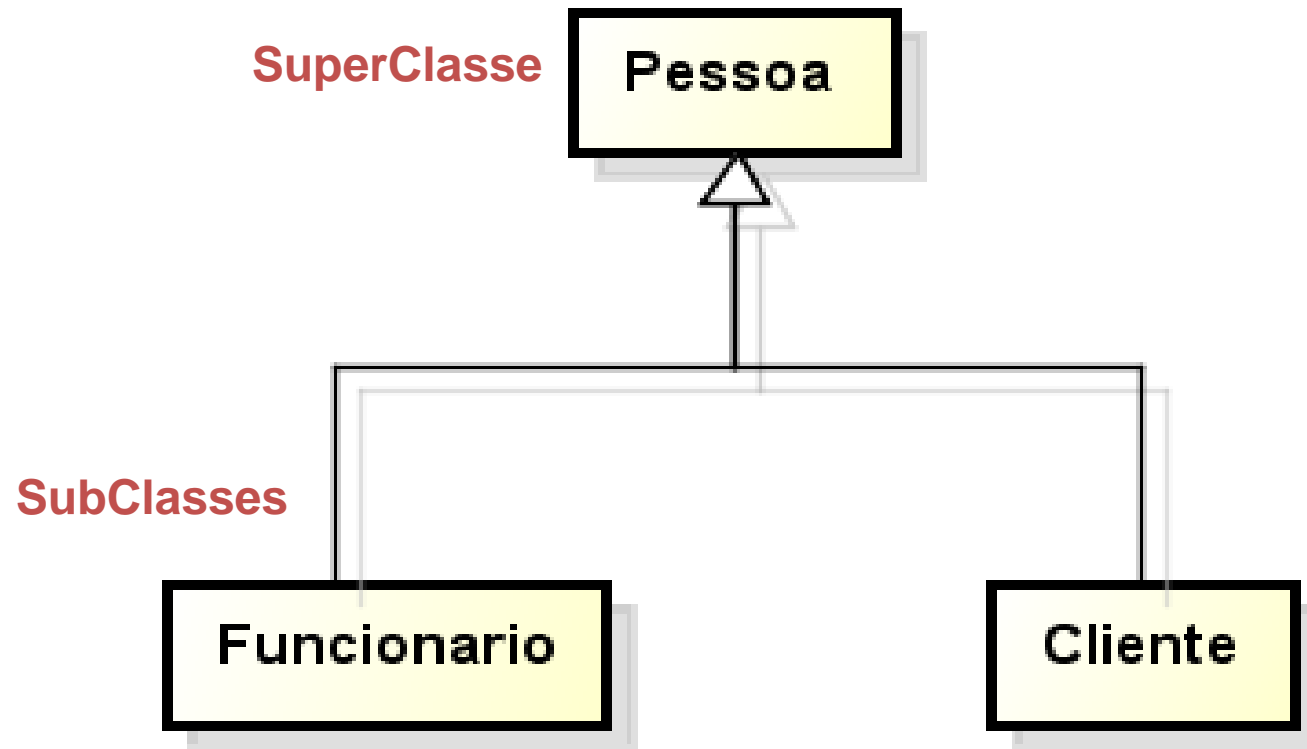 SuperClasse
Pessoa
SubClasses
Funcionario
Cliente